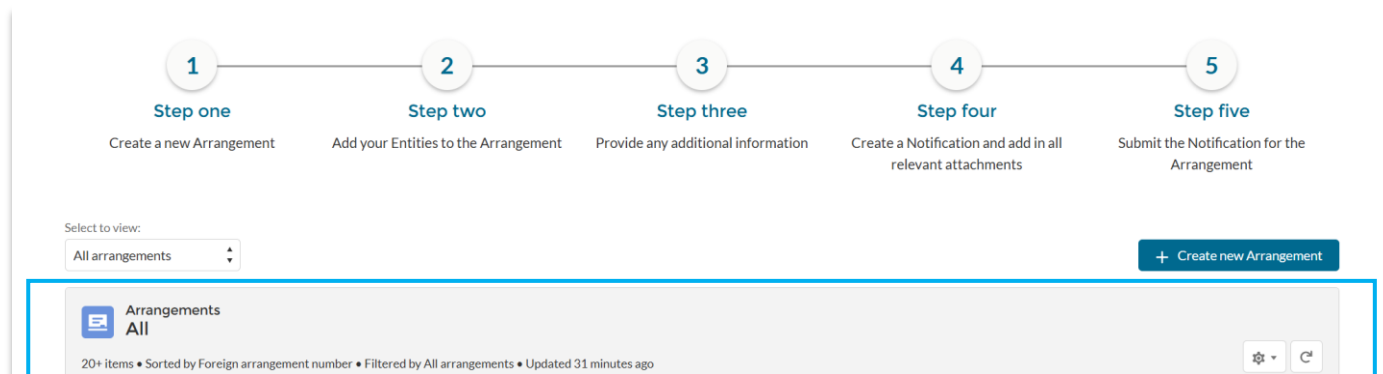 1 2 3 4 5
Step one Step two Step three Step four Step five
Create a new Arrangement Add your Entities to the Arrangement Provide any additional information Create a Notification and add in all Submit the Notification for the
relevant attachments Arrangement
Select to view:
All arrangements
+ Create new Arrangement
Arrangements
All
20+ items • Sorted by Foreign arrangement number • Filtered by All arrangements • Updated 31 minutes ago